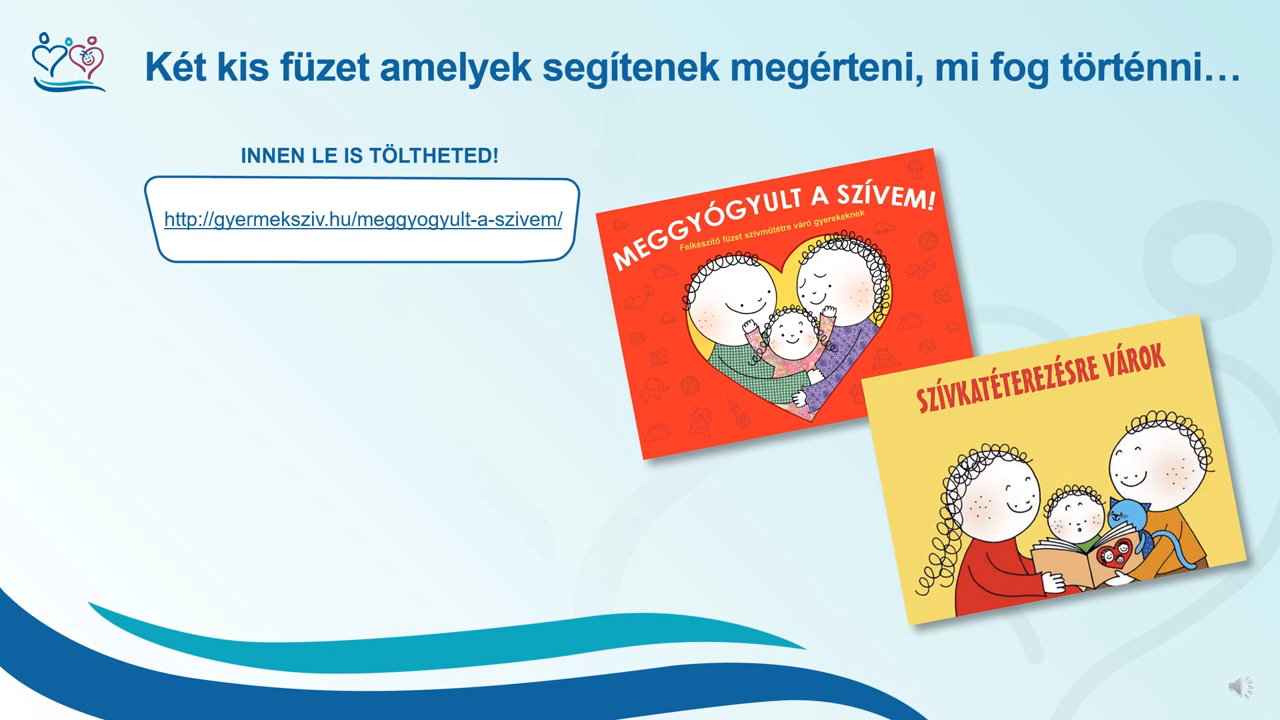 Két kis füzet amelyek segítenek megérteni, mi fog történni…
INNEN LE IS TÖLTHETED!
http://gyermeksziv.hu/meggyogyult-a-szivem/
MEGGYÓGYULT A SZÍVEM!
Felkészítő füzet szívműtétre váró gyerekeknek
SZÍVKATÉTEREZÉSRE VÁROK